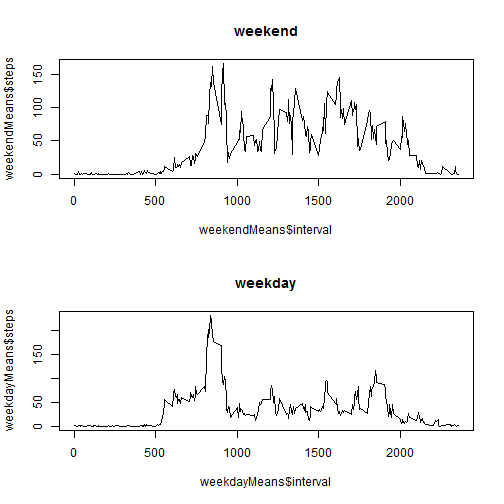 weekend
weekendMeans$steps
0 50 100 150
0 500 1000 1500 2000
weekendMeans$interval
weekday
weekdayMeans$steps
0 50 150
0 500 1000 1500 2000
weekdayMeans$interval